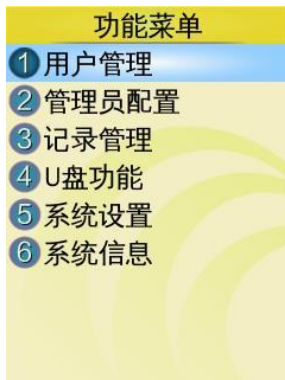 功能菜单
1 用户管理
2 管理员配置
3 记录管理
4 U盘功能
5 系统设置
6 系统信息